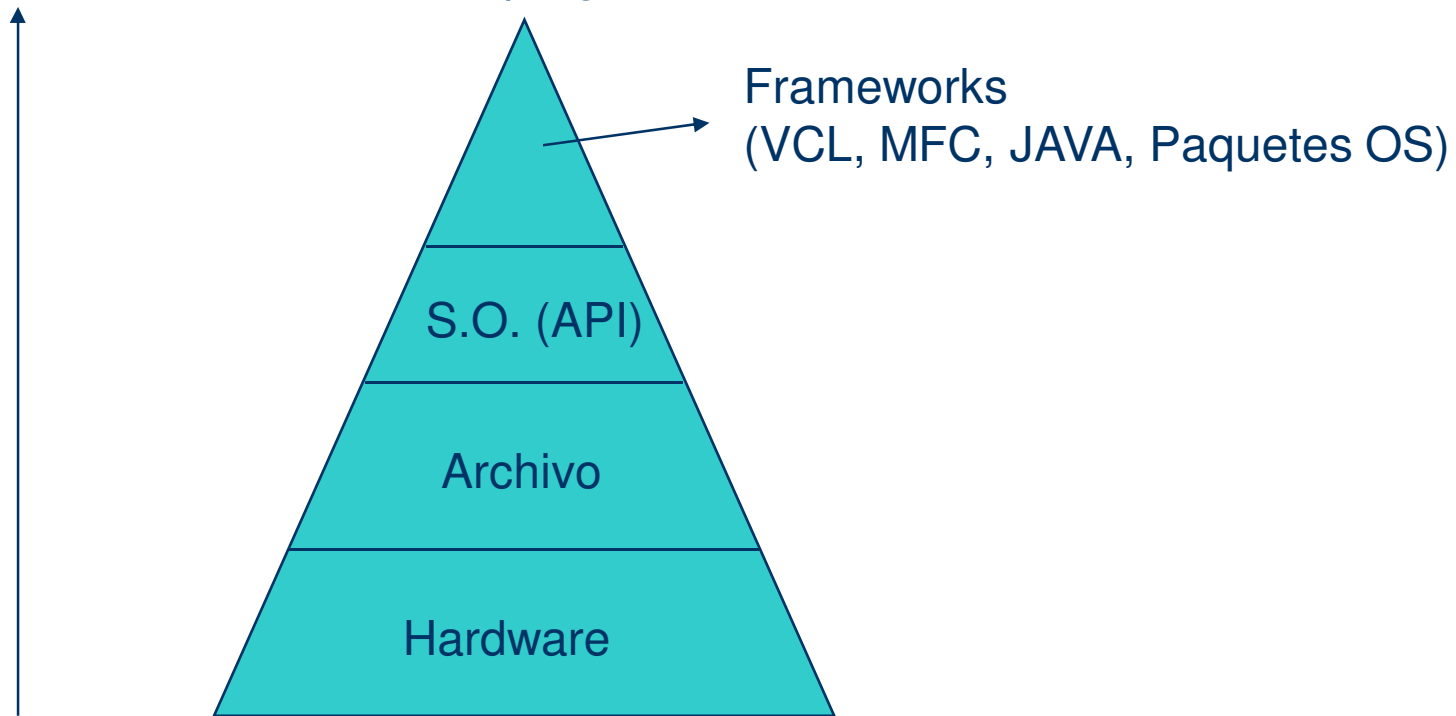 Frameworks
(VCL, MFC, JAVA, Paquetes OS)
S.O. (API)
Archivo
Hardware